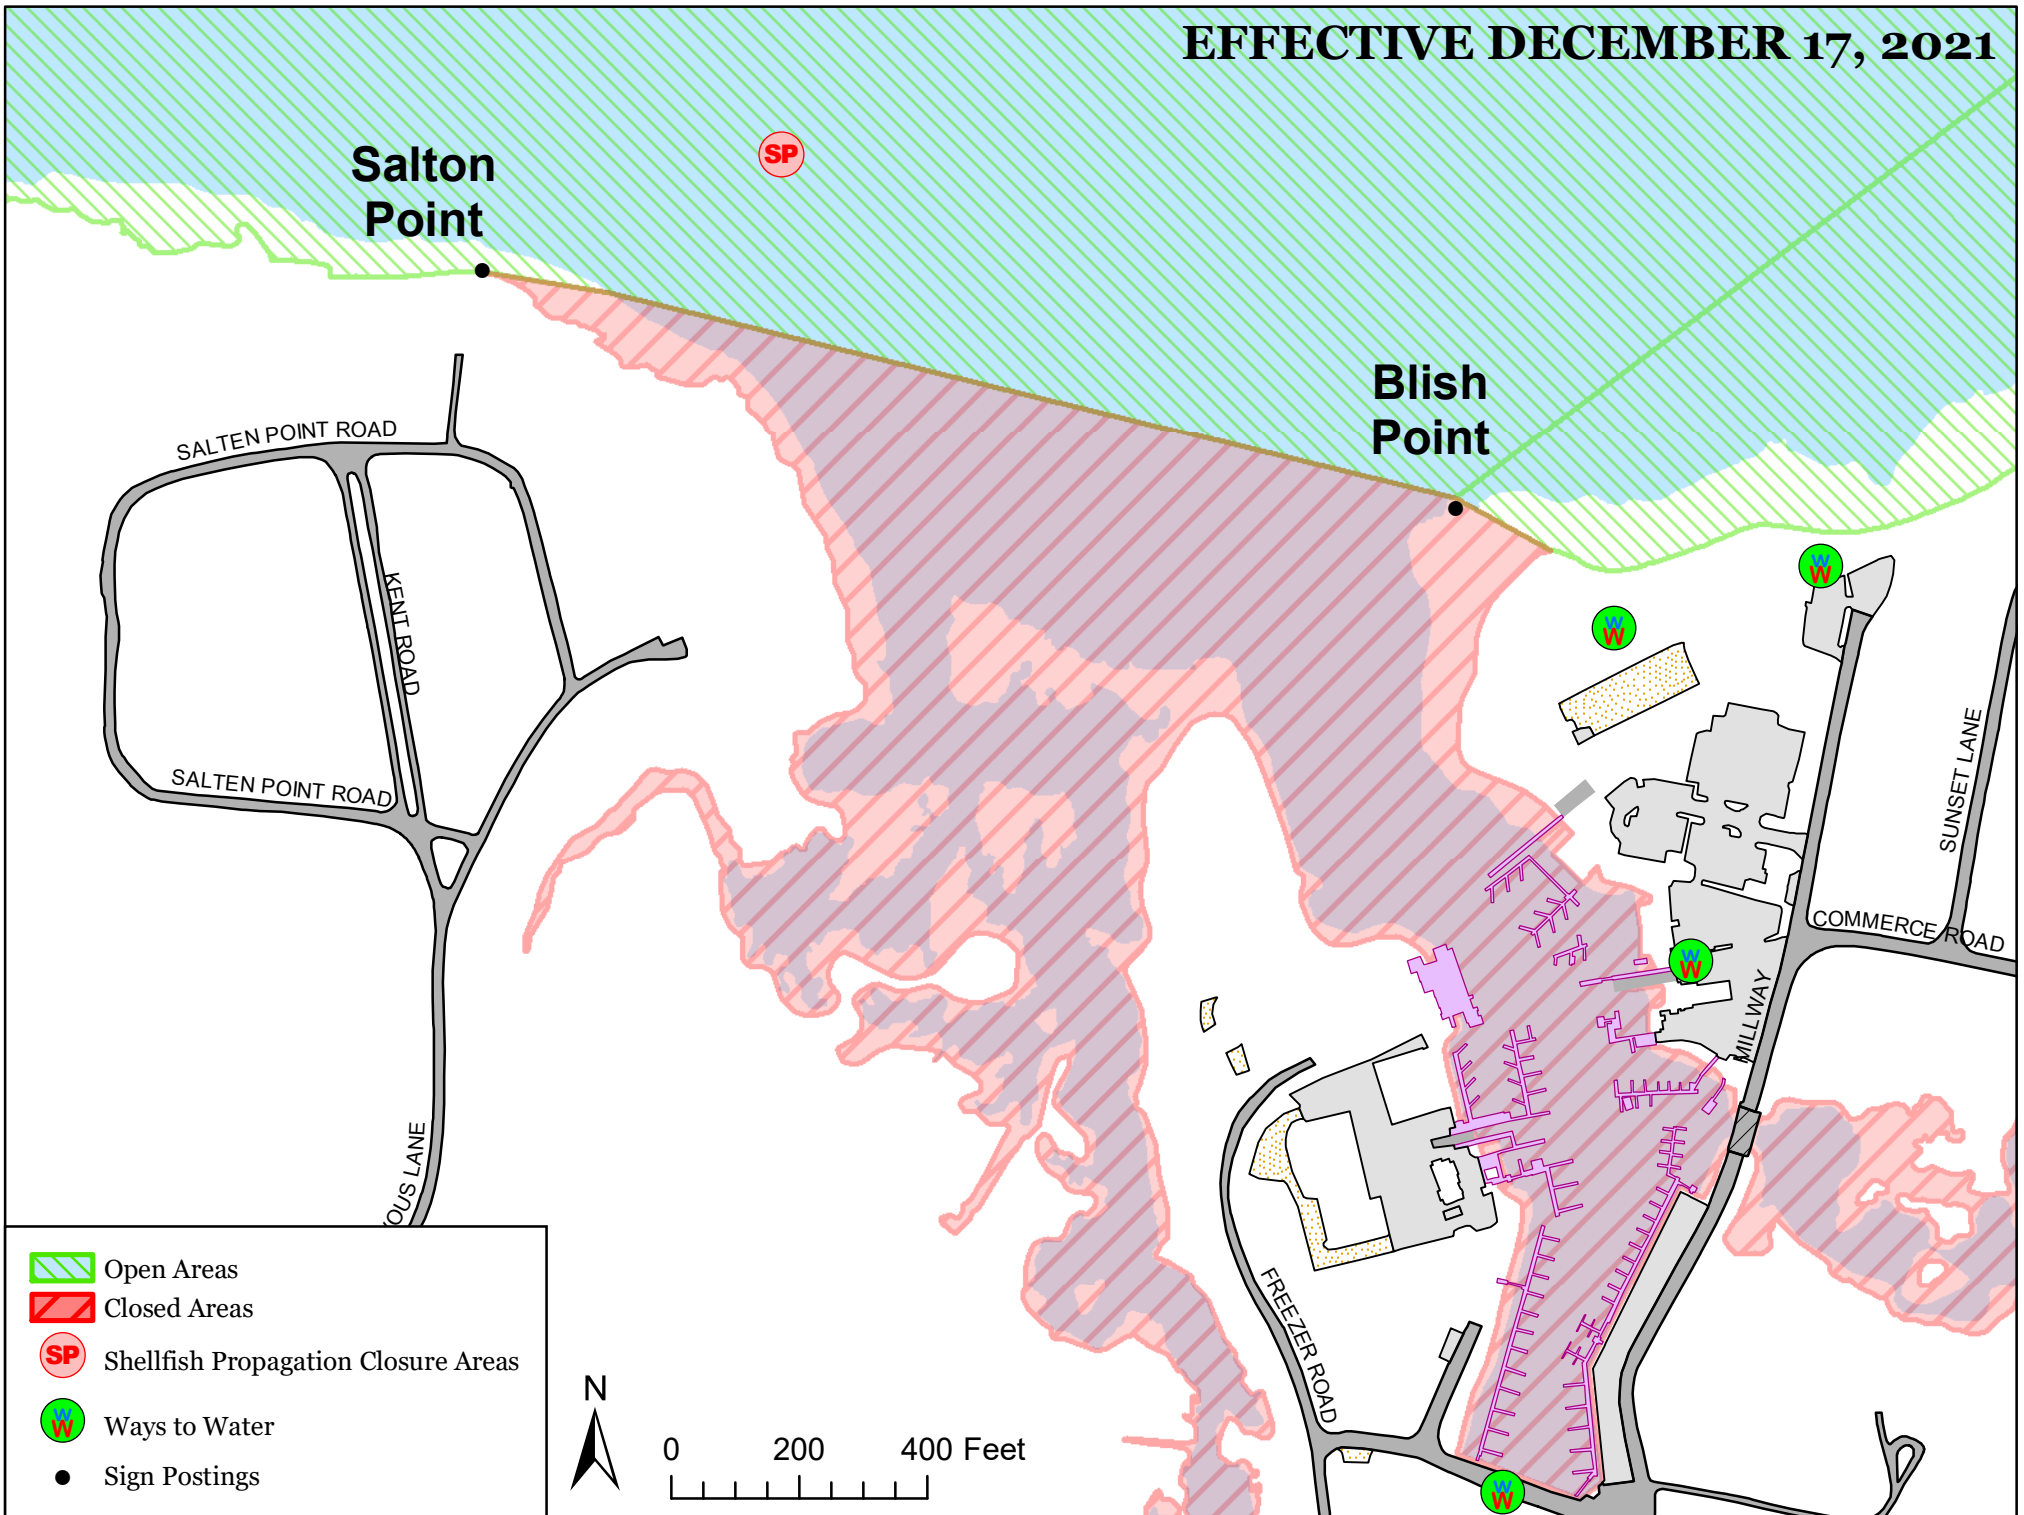 EFFECTIVE DECEMBER 17, 2021
SP
Salton
Point
Blish
Point
SALTEN POINT ROAD
KENT ROAD
W
W
W
W
SUNSET LANE
SALTEN POINT ROAD
COMMERCE ROAD
W
W
MILLWAY
OUS LANE
FREEZER ROAD
Open Areas
Closed Areas
SP Shellfish Propagation Closure Areas
W
W
Ways to Water
Sign Postings
N
0 200 400 Feet
W
W